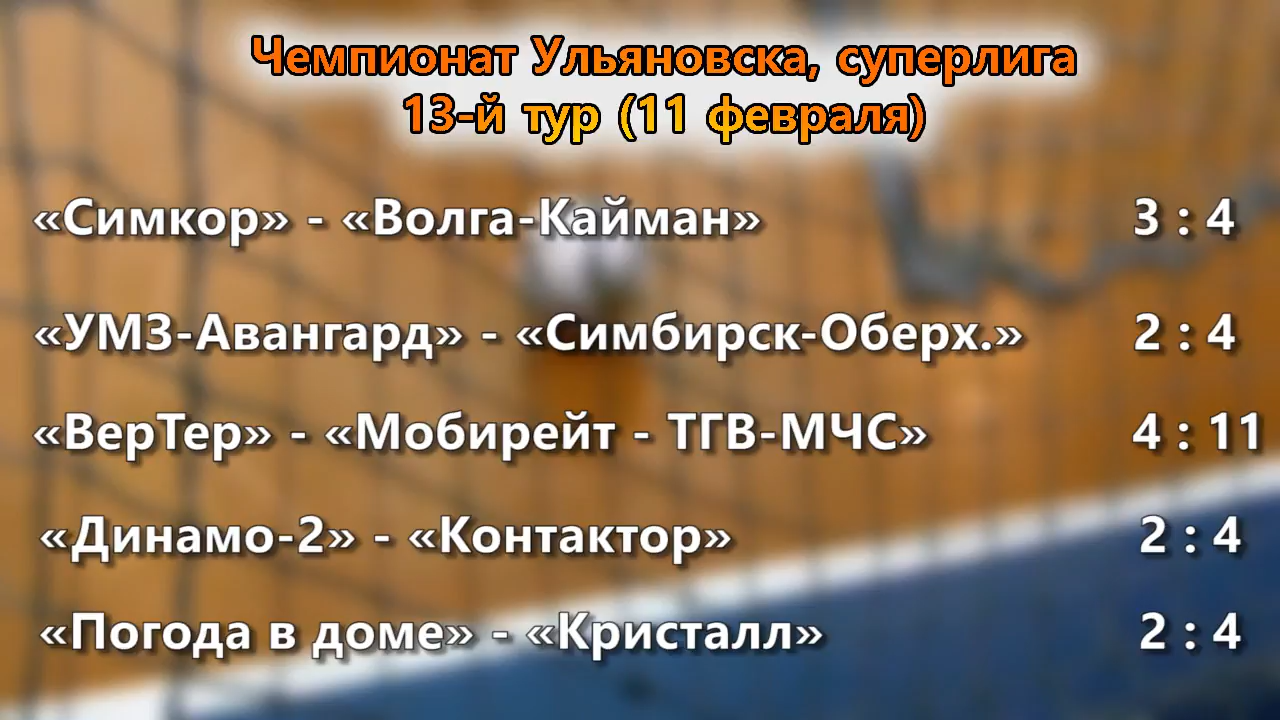 Чемпионат Ульяновска, суперлига
13-й тур (11 февраля)
«Симкор» - «Волга-Кайман» 3 : 4
«УМЗ-Авангард» - «Симбирск-Оберх.» 2 : 4
«ВерТер» - «Мобирейт - ТГВ-МЧС» 4 : 11
«Динамо-2» - «Контактор» 2 : 4
«Погода в доме» - «Кристалл» 2 : 4